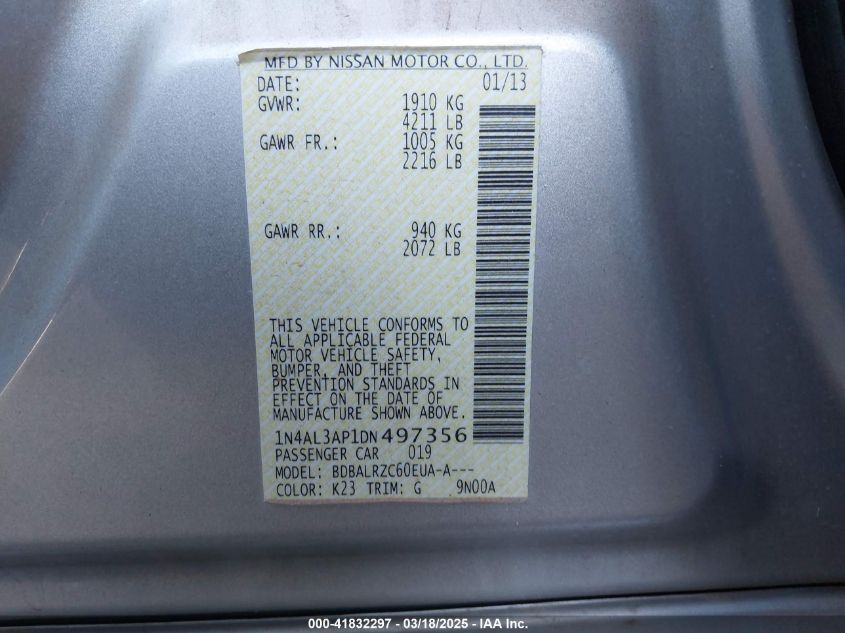 MFD BY NISSAN MOTOR CO., LTD.
DATE: 01/13
GVWR: 1910 KG
4211 LB
GAWR FR.: 1005 KG
2216 LB
GAWR RR.: 940 KG
2072 LB
THIS VEHICLE CONFORMS TO
ALL APPLICABLE FEDERAL
MOTOR VEHICLE SAFETY,
BUMPER, AND THEFT
PREVENTION STANDARDS IN
EFFECT ON THE DATE OF
MANUFACTURE SHOWN ABOVE.
1N4AL3AP1DN497356
PASSENGER CAR 019
MODEL: BDBALRZC60EUA-A---
COLOR: K23 TRIM: G 9N00A
000-41832297 - 03/18/2025 - IAA Inc.